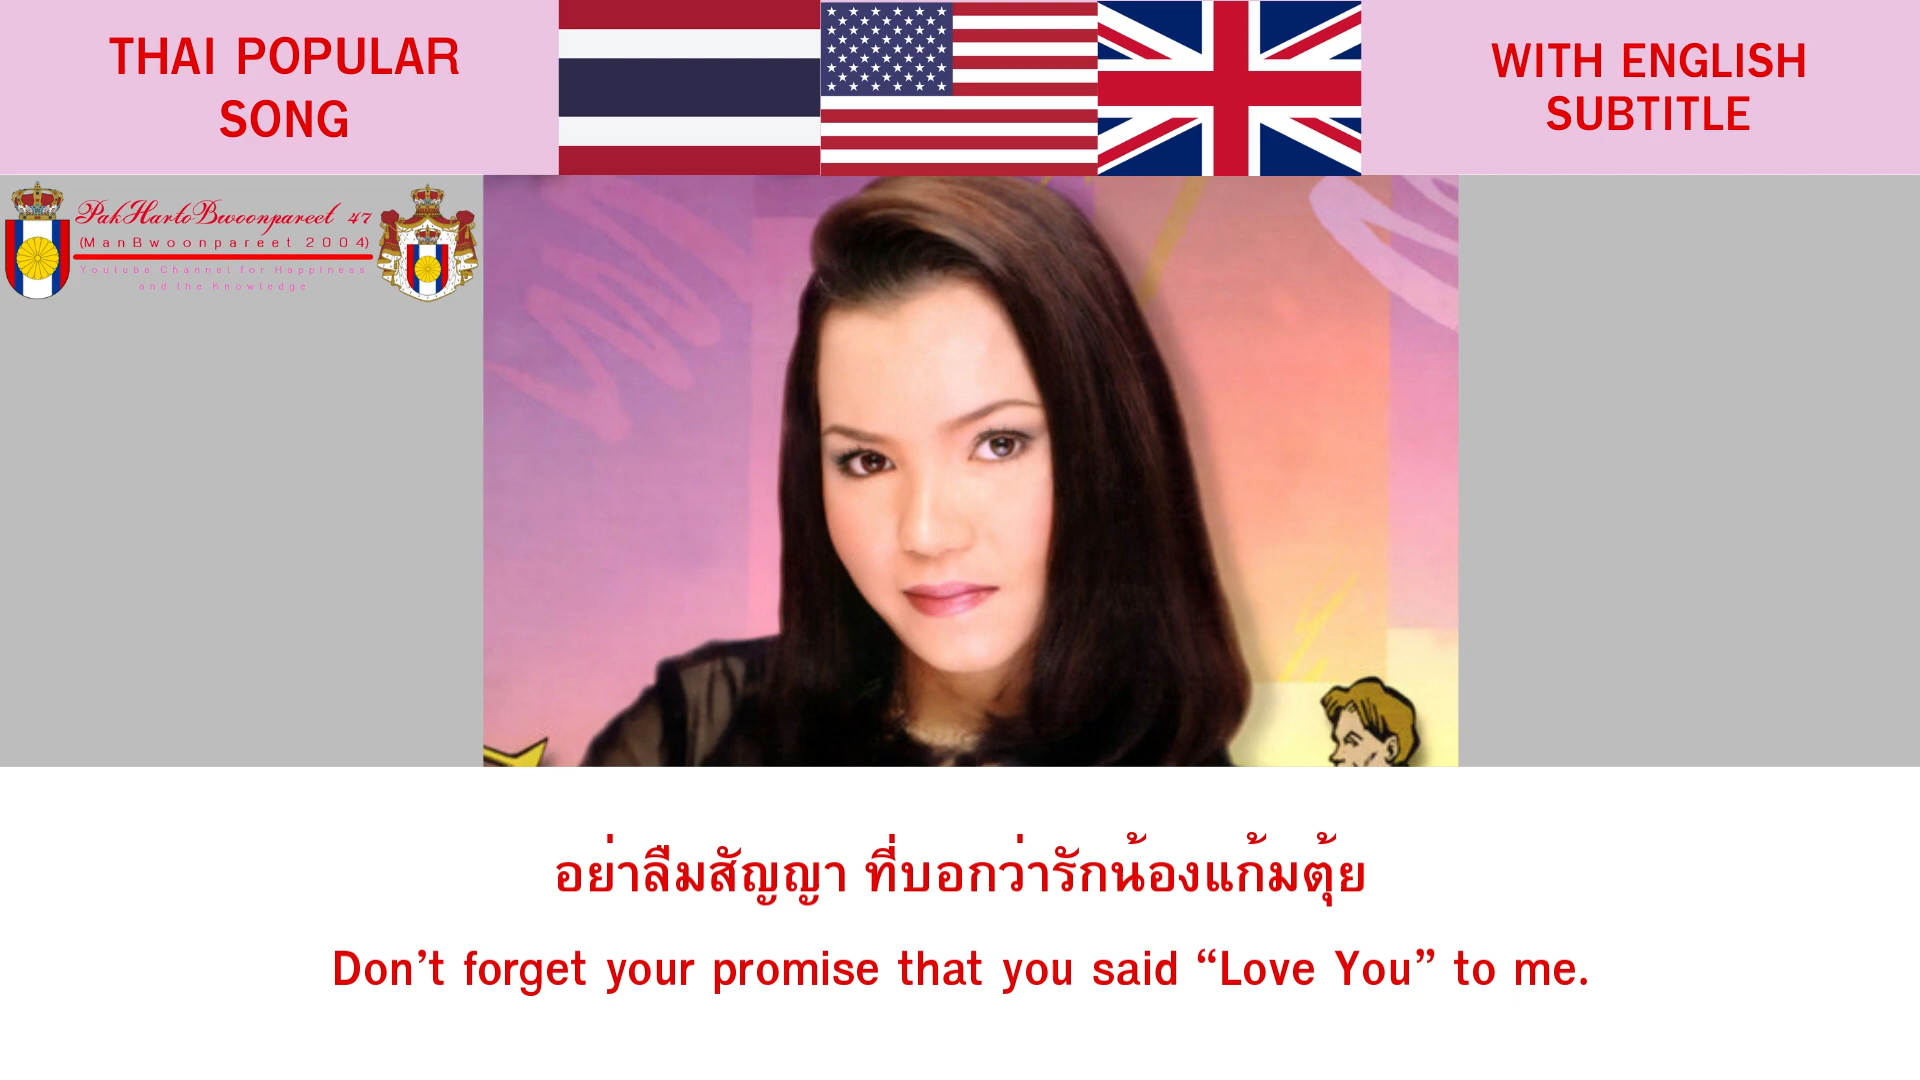 THAI POPULAR
SONG
WITH ENGLISH
SUBTITLE
PakHartoBwoonpareet 47
(ManBwoonpareet 2004)
Youtube Channel for Happiness
and the Knowledge
อย่าลืมสัญญา ที่บอกว่ารักน้องแก้มตุ้ย
Don’t forget your promise that you said “Love You” to me.